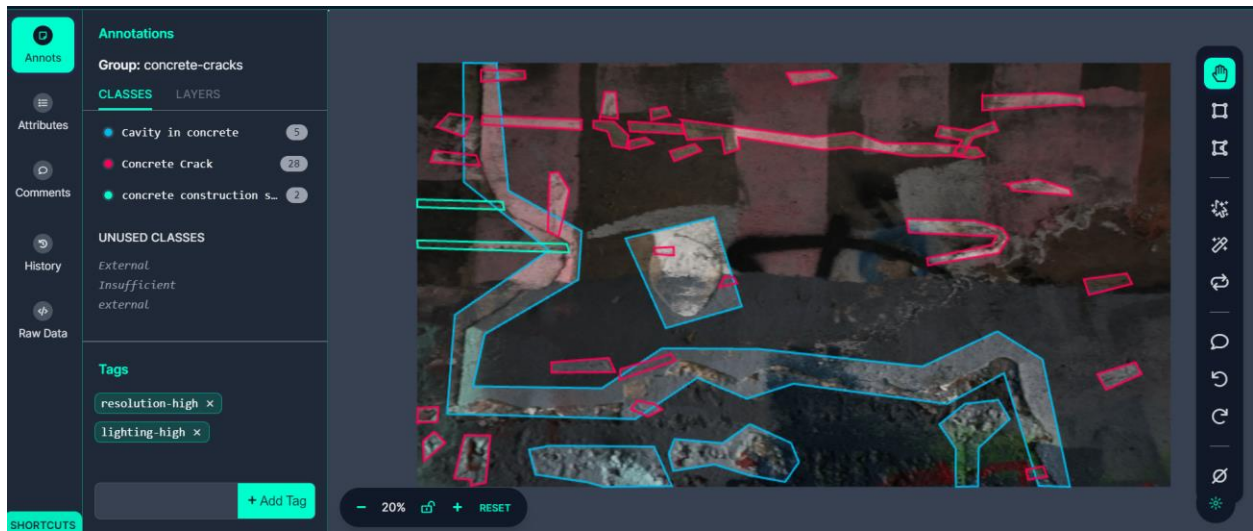 Annots
Attributes
Comments
History
Raw Data
SHORTCUTS
Annotations
Group: concrete-cracks
CLASSES LAYERS
Cavity in concrete 5
Concrete Crack 28
concrete construction s... 2
UNUSED CLASSES
External
Insufficient
external
Tags
resolution-high ×
lighting-high ×
+ Add Tag
− 20% + RESET